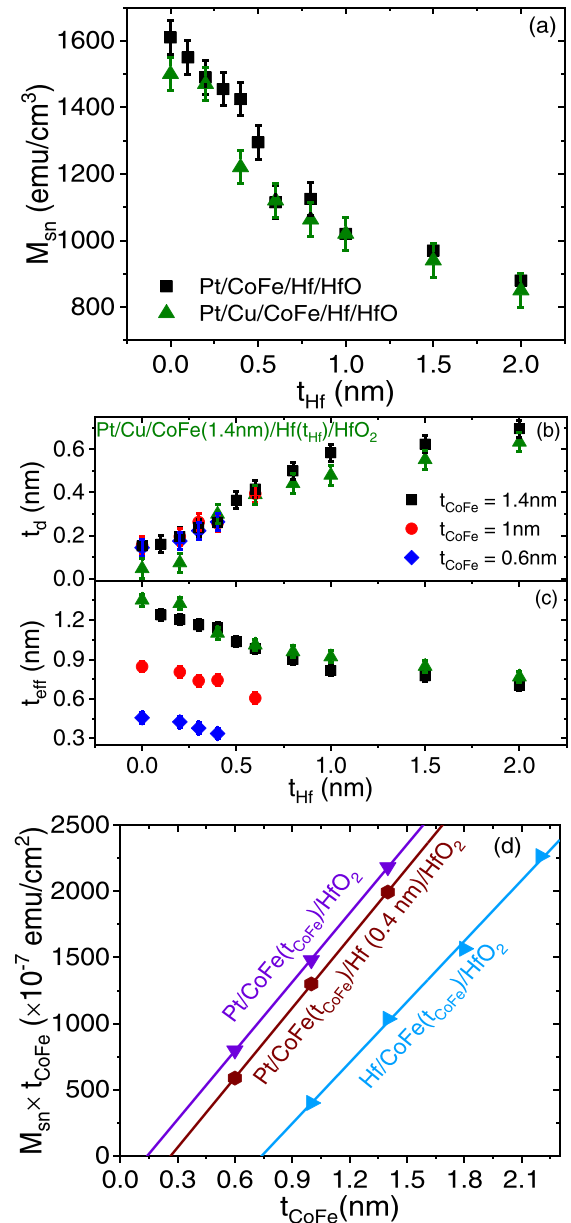 (a)
1600
1400
1200
1000
800
M_sn (emu/cm³)
Pt/CoFe/Hf/HfO
Pt/Cu/CoFe/Hf/HfO
0.0 0.5 1.0 1.5 2.0
t_Hf (nm)
Pt/Cu/CoFe(1.4nm)/Hf(t_Hf)/HfO₂ (b)
0.6
0.4
0.2
0.0
t_d (nm)
t_CoFe = 1.4nm
t_CoFe = 1nm
t_CoFe = 0.6nm
(c)
1.2
0.9
0.6
0.3
t_eff (nm)
0.0 0.5 1.0 1.5 2.0
t_Hf (nm)
(d)
2500
2000
1500
1000
500
0
M_sn× t_CoFe (×10⁻⁷ emu/cm²)
Pt/CoFe(t_CoFe)/HfO₂
Pt/CoFe(t_CoFe)/Hf (0.4 nm)/HfO₂
Hf/CoFe(t_CoFe)/HfO₂
0.0 0.3 0.6 0.9 1.2 1.5 1.8 2.1
t_CoFe(nm)